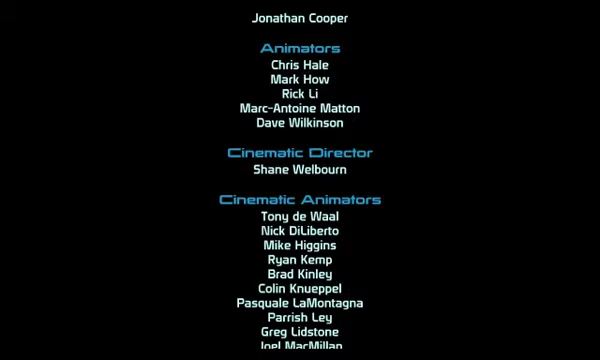 Jonathan Cooper
Animators
Chris Hale
Mark How
Rick Li
Marc-Antoine Matton
Dave Wilkinson
Cinematic Director
Shane Welbourn
Cinematic Animators
Tony de Waal
Nick DiLiberto
Mike Higgins
Ryan Kemp
Brad Kinley
Colin Knueppel
Pasquale LaMontagna
Parrish Ley
Greg Lidstone
Joel MacMillan